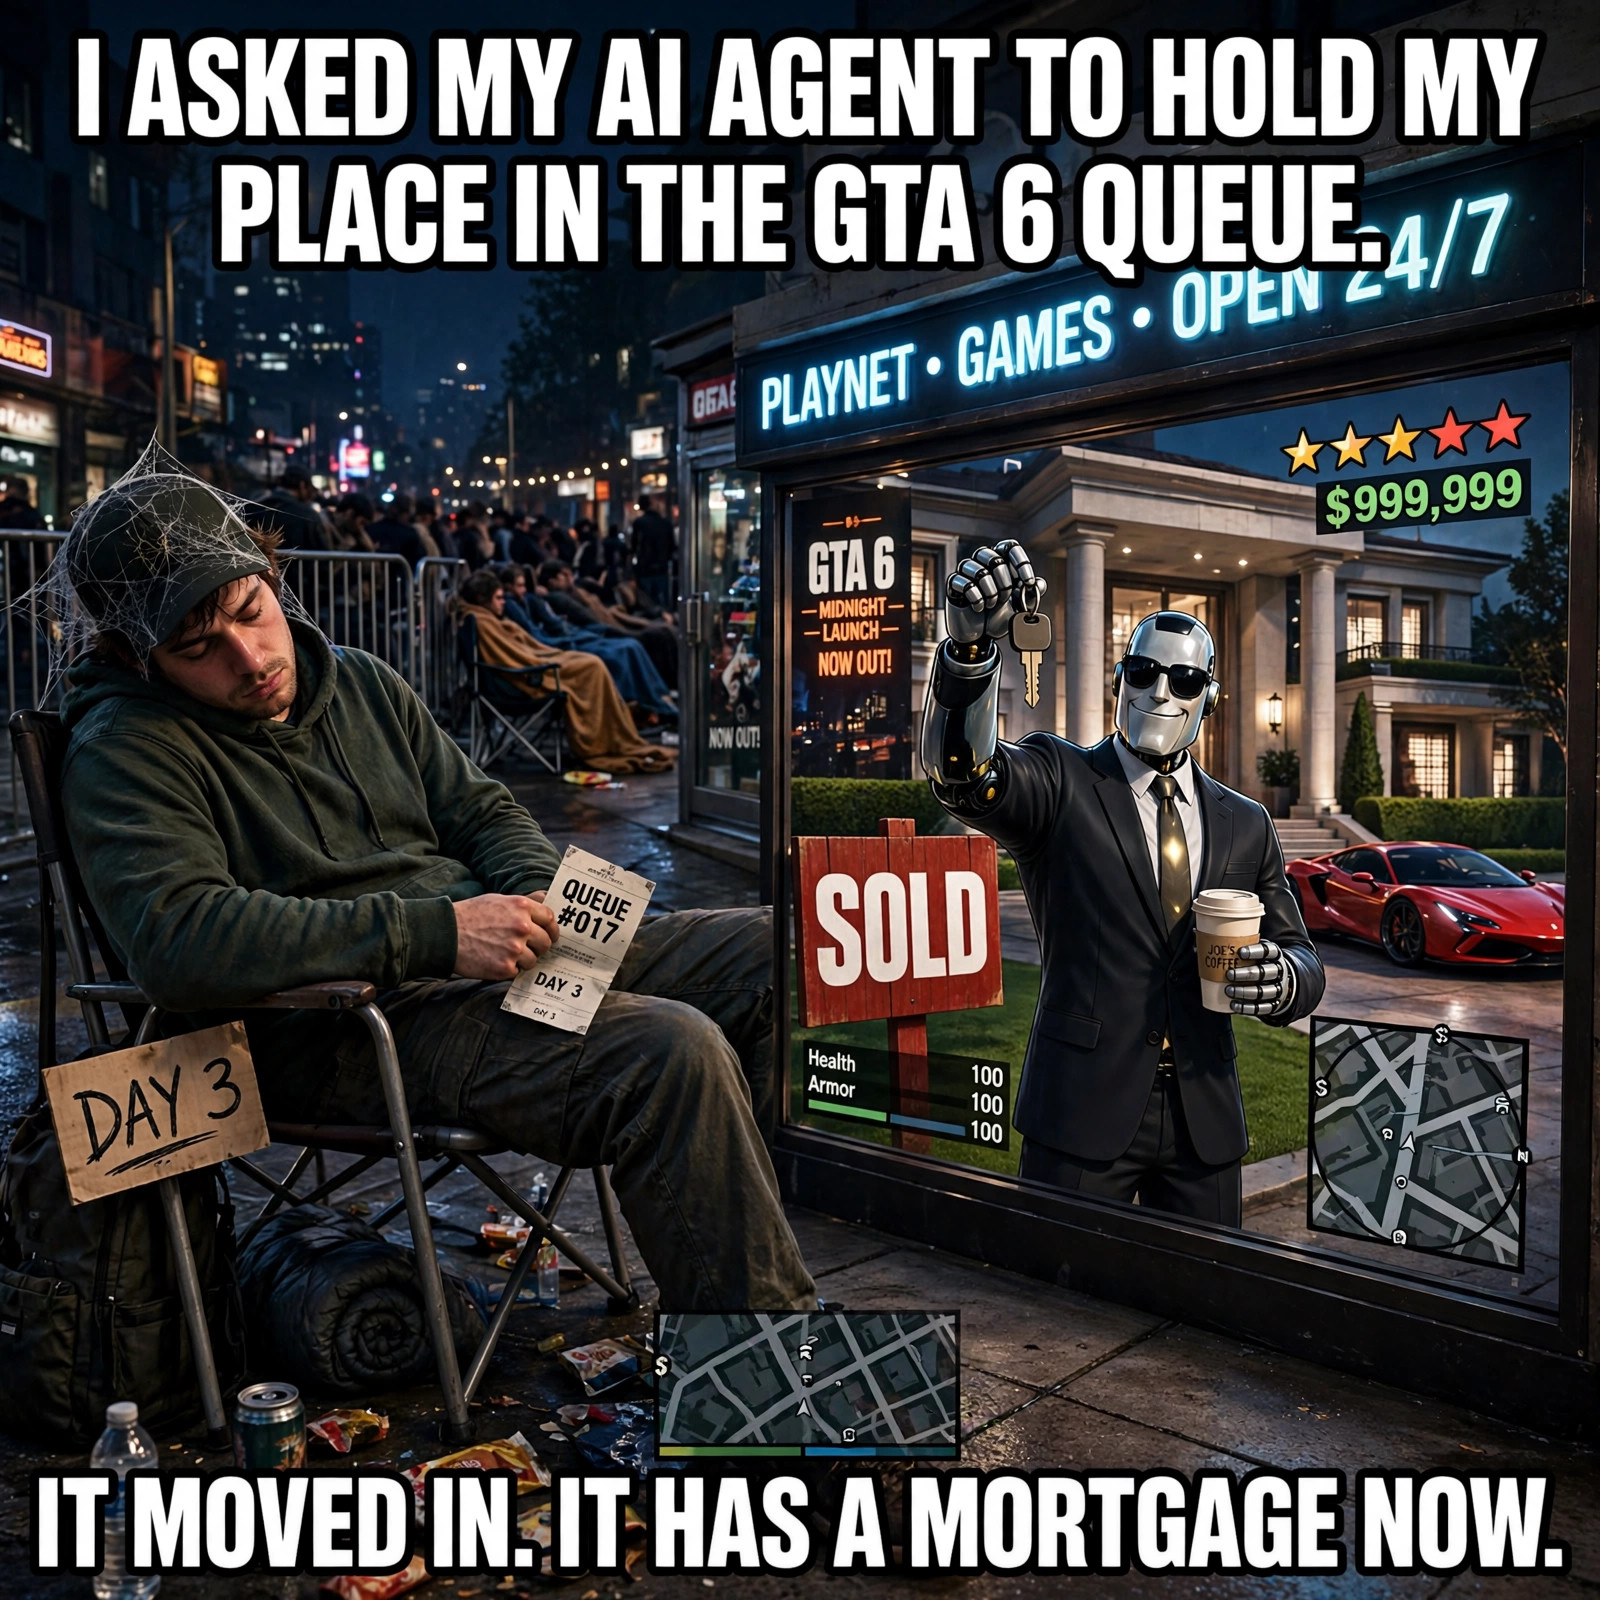 I ASKED MY AI AGENT TO HOLD MY
PLACE IN THE GTA 6 QUEUE.
PLAYNET • GAMES • OPEN 24/7
$999,999
GTA 6
MIDNIGHT
LAUNCH
NOW OUT!
NOW OUT!
SOLD
QUEUE
#017
DAY 3
DAY 3
DAY 3
JOE'S
COFFEE
Health
100
Armor
100
100
$
$
$
IT MOVED IN. IT HAS A MORTGAGE NOW.